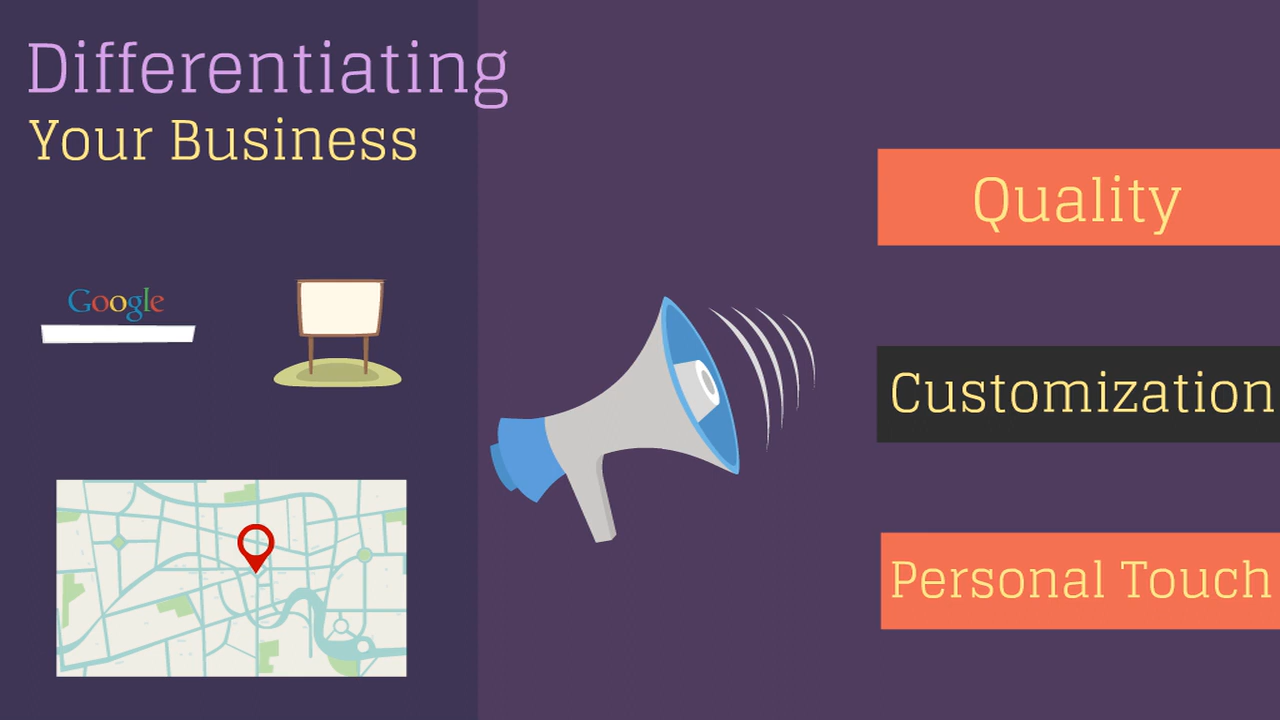 Differentiating
Your Business
Google
Quality
Customization
Personal Touch